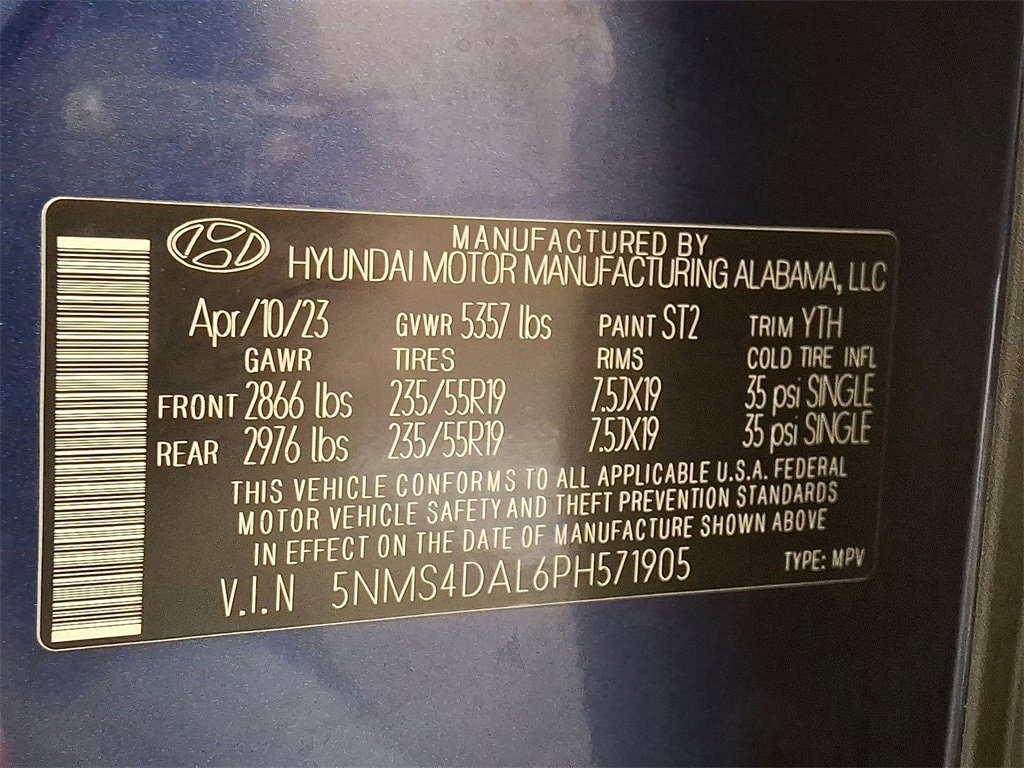 MANUFACTURED BY
HYUNDAI MOTOR MANUFACTURING ALABAMA, LLC
Apr/10/23 GVWR 5357 lbs PAINT ST2 TRIM YTH
GAWR TIRES RIMS COLD TIRE INFL
FRONT 2866 lbs 235/55R19 7.5JX19 35 psi SINGLE
REAR 2976 lbs 235/55R19 7.5JX19 35 psi SINGLE
THIS VEHICLE CONFORMS TO ALL APPLICABLE U.S.A. FEDERAL
MOTOR VEHICLE SAFETY AND THEFT PREVENTION STANDARDS
IN EFFECT ON THE DATE OF MANUFACTURE SHOWN ABOVE
V.I.N 5NMS4DAL6PH571905 TYPE: MPV